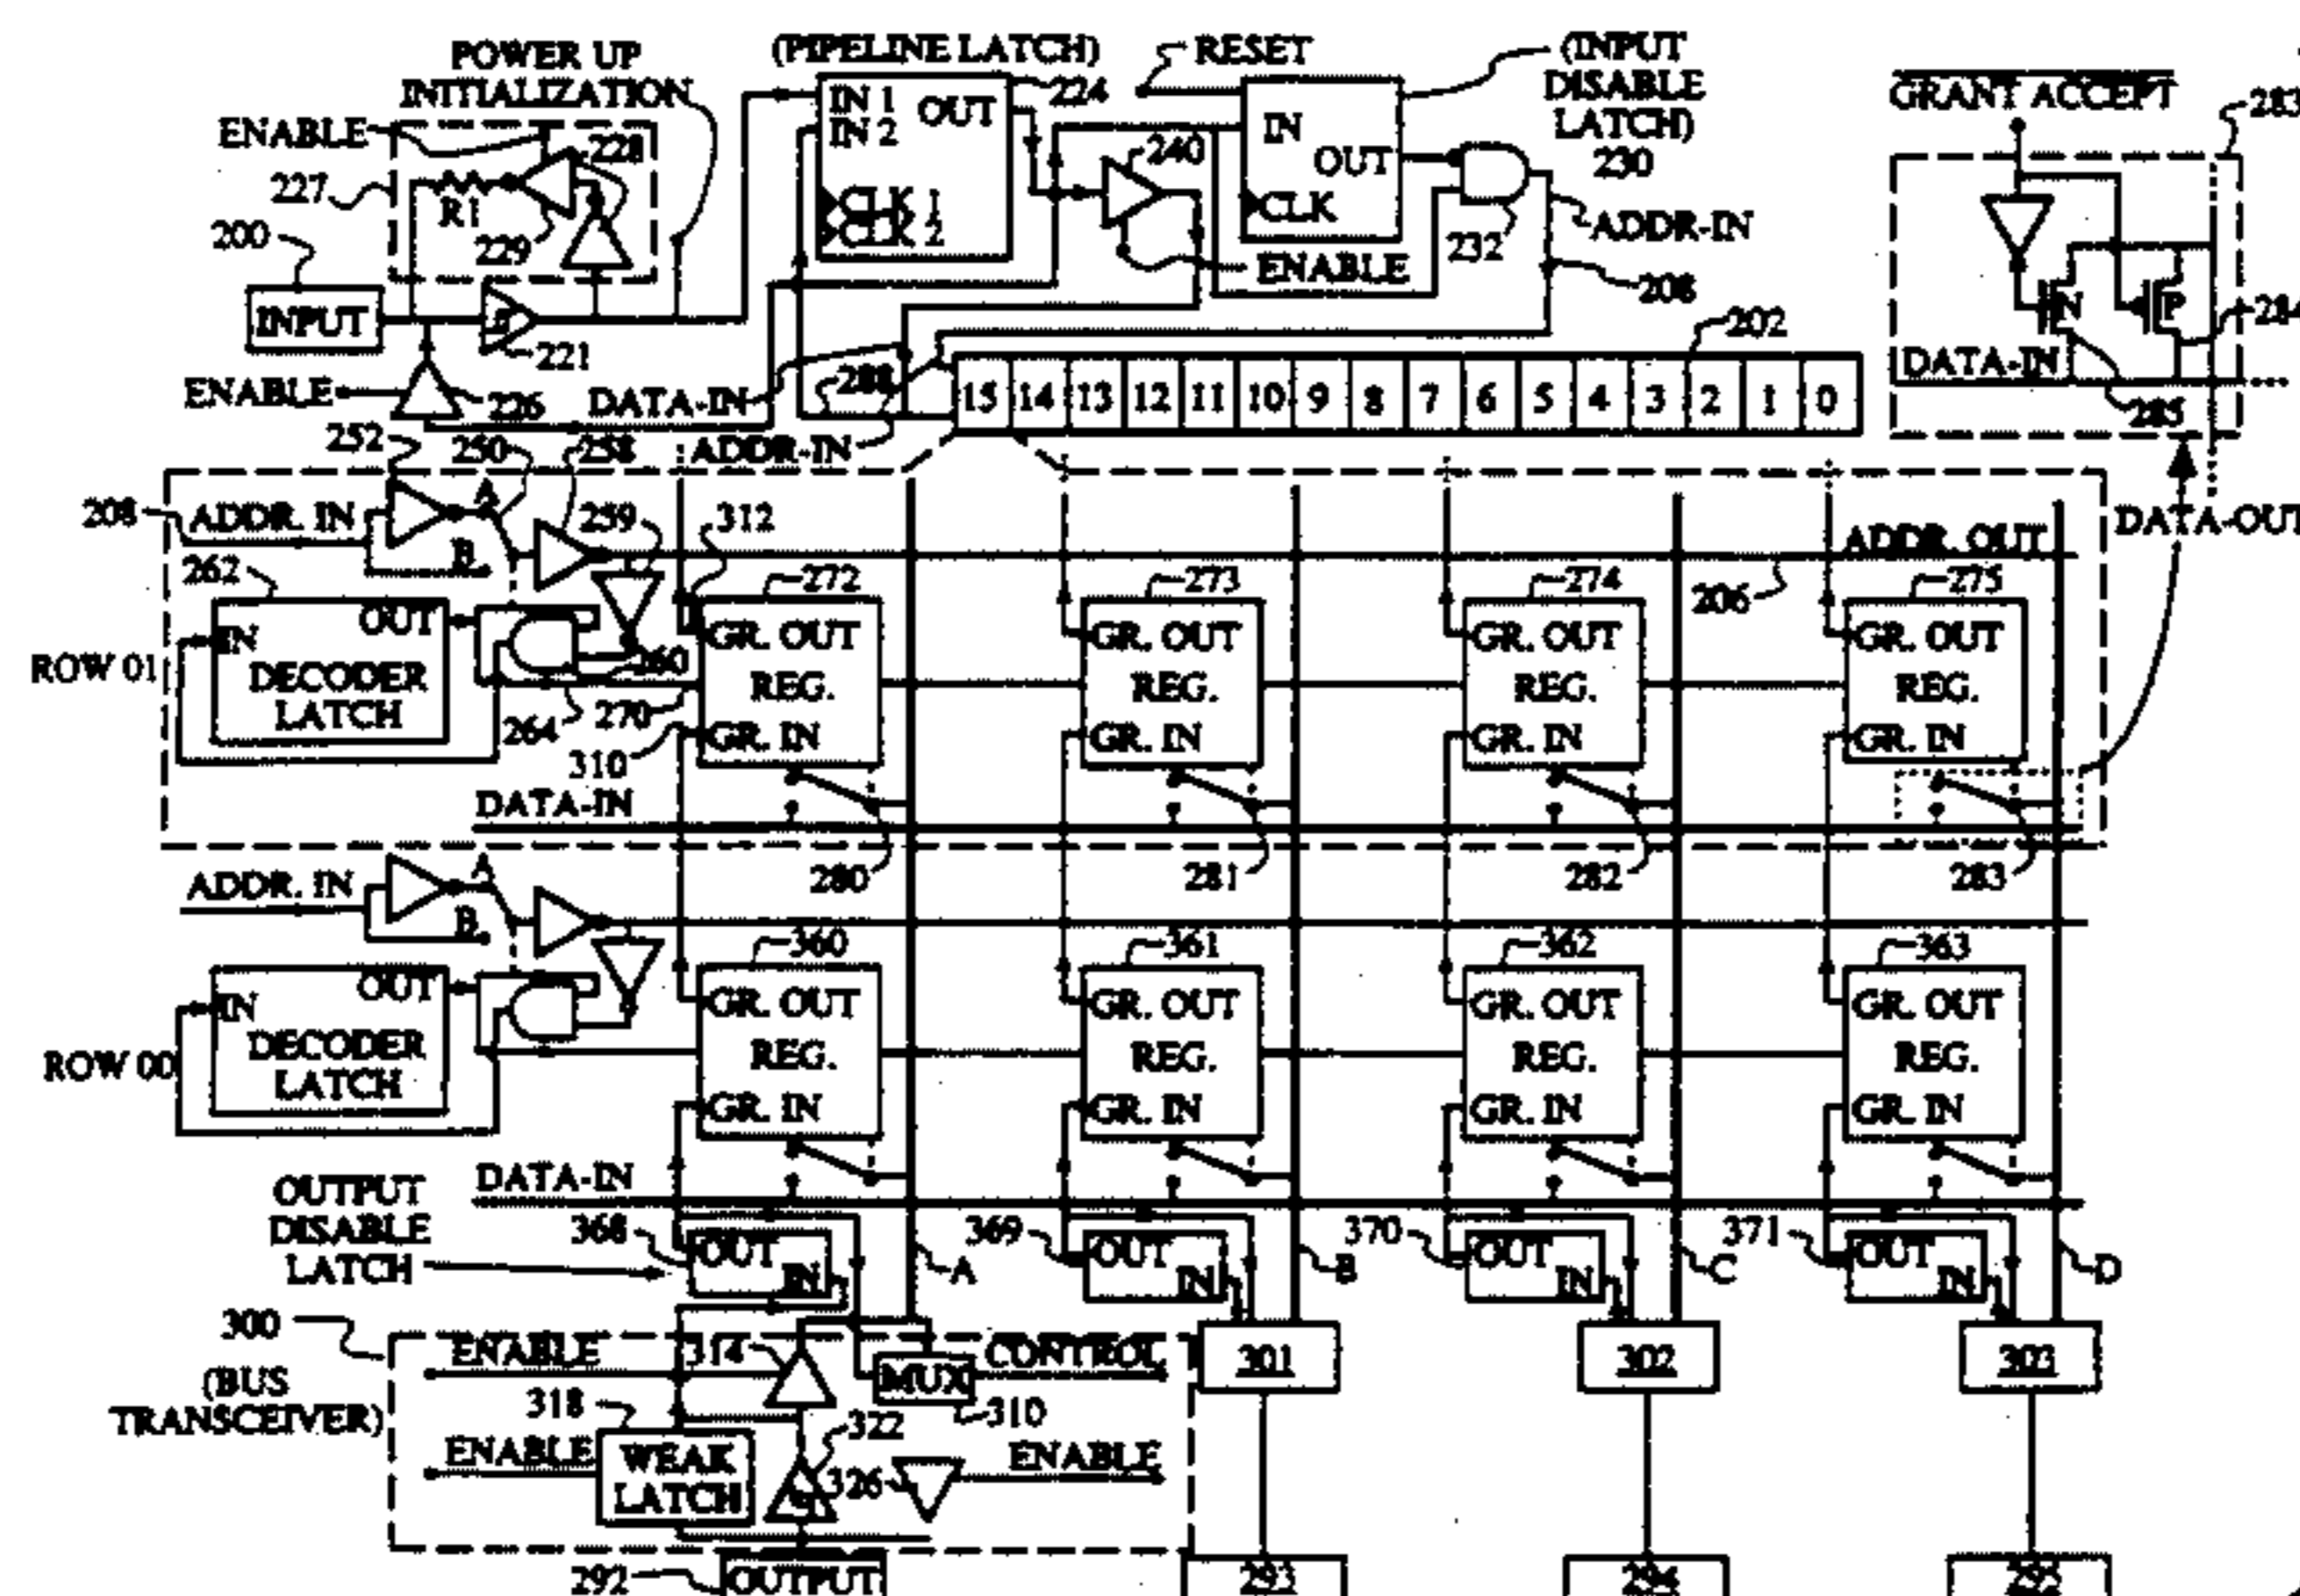 POWER UP
INITIALIZATION
(PIPELINE LATCH)
RESET
(INPUT
DISABLE
LATCH)
230
ENABLE
228
227
R1
229
200
INPUT
221
IN 1
IN 2
OUT
CLK 1
CLK 2
224
240
ENABLE
IN
OUT
CLK
232
ADDR-IN
208
GRANT ACCEPT
283
N
P
284
DATA-IN
285
DATA-OUT
ENABLE
226
DATA-IN
ADDR-IN
202
15 14 13 12 11 10 9 8 7 6 5 4 3 2 1 0
252
250
258
208
ADDR. IN
A
B
259
312
ADDR. OUT
206
262
272
273
274
275
ROW 01
IN
OUT
DECODER
LATCH
260
264
270
310
GR. OUT
REG.
GR. IN
GR. OUT
REG.
GR. IN
GR. OUT
REG.
GR. IN
GR. OUT
REG.
GR. IN
DATA-IN
280
281
282
283
ADDR. IN
A
B
360
361
362
363
ROW 00
IN
OUT
DECODER
LATCH
GR. OUT
REG.
GR. IN
GR. OUT
REG.
GR. IN
GR. OUT
REG.
GR. IN
GR. OUT
REG.
GR. IN
DATA-IN
OUTPUT
DISABLE
LATCH
368
OUT
IN
A
369
OUT
IN
B
370
OUT
IN
C
371
OUT
IN
D
300
(BUS
TRANSCEIVER)
ENABLE
314
MUX
CONTROL
310
301
302
303
318
ENABLE
WEAK
LATCH
322
326
ENABLE
292
OUTPUT
293